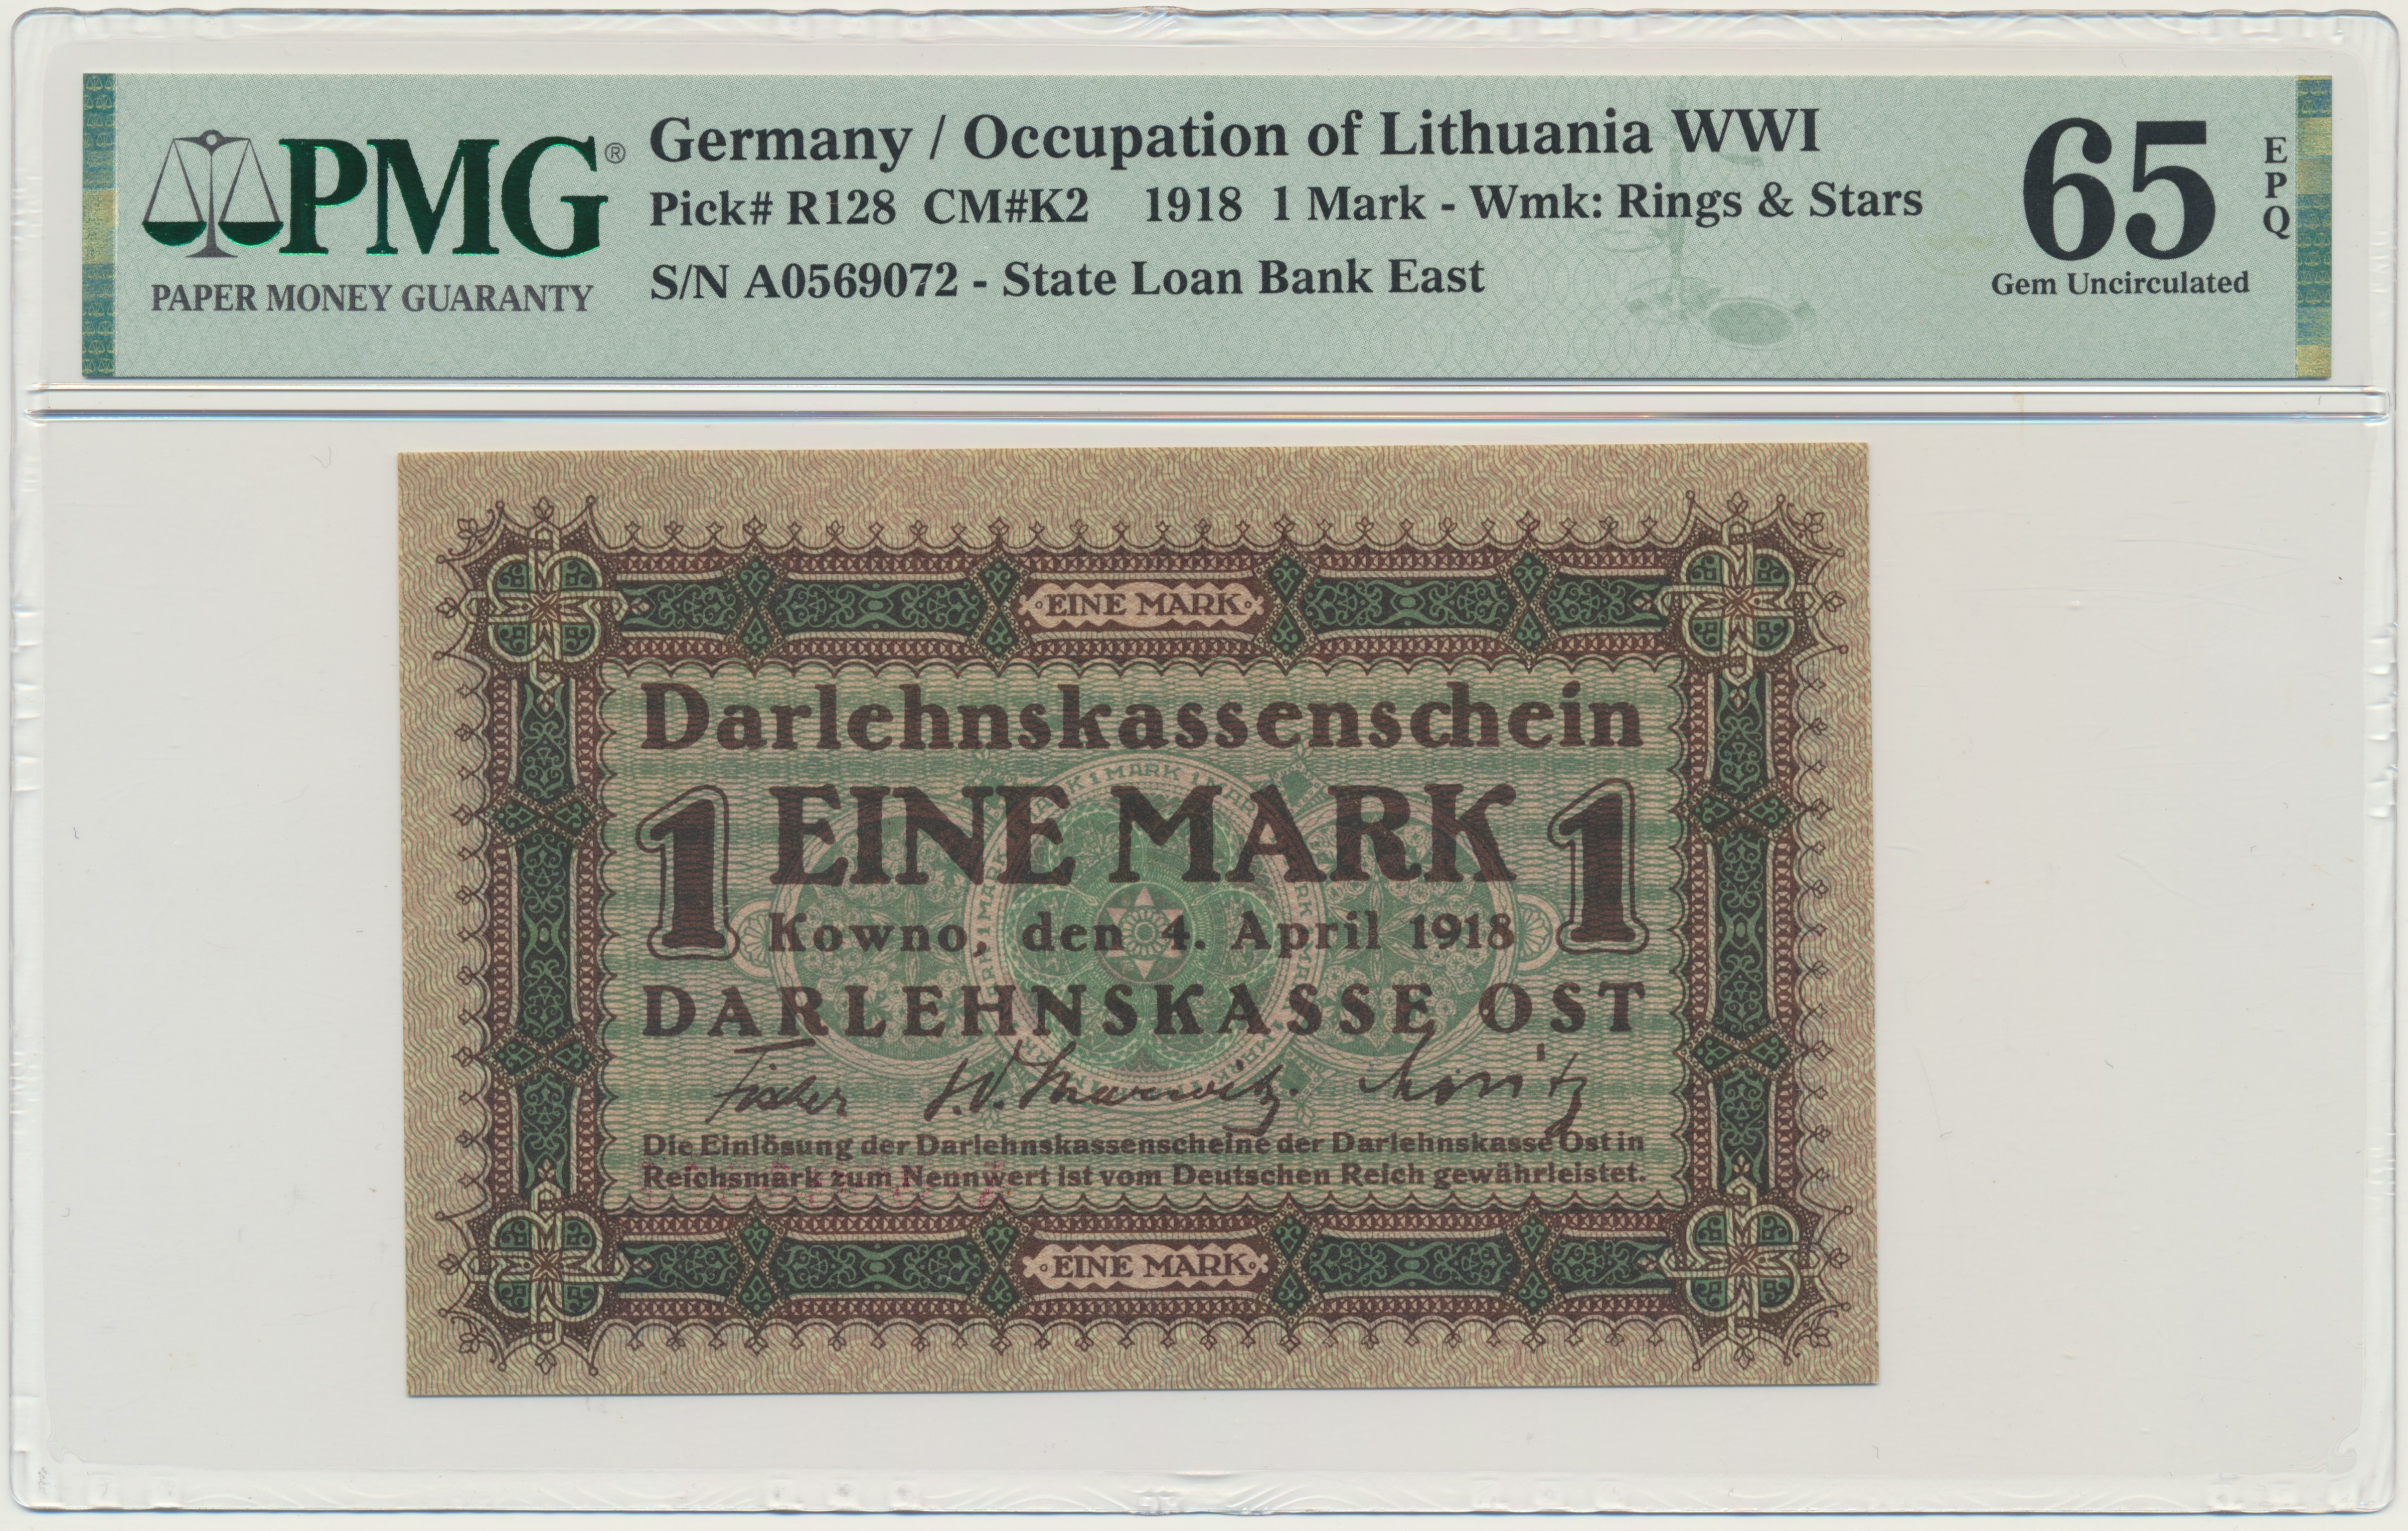 PMG®
PAPER MONEY GUARANTY
Germany / Occupation of Lithuania WWI
Pick# R128 CM#K2 1918 1 Mark - Wmk: Rings & Stars
S/N A0569072 - State Loan Bank East
65
EPQ
Gem Uncirculated
EINE MARK
Darlehnskassenschein
1 EINE MARK 1
Kowno, den 4. April 1918
DARLEHNSKASSE OST
Fischer
Die Einlösung der Darlehnskassenscheine der Darlehnskasse Ost in
Reichsmark zum Nennwert ist vom Deutschen Reich gewährleistet.
EINE MARK